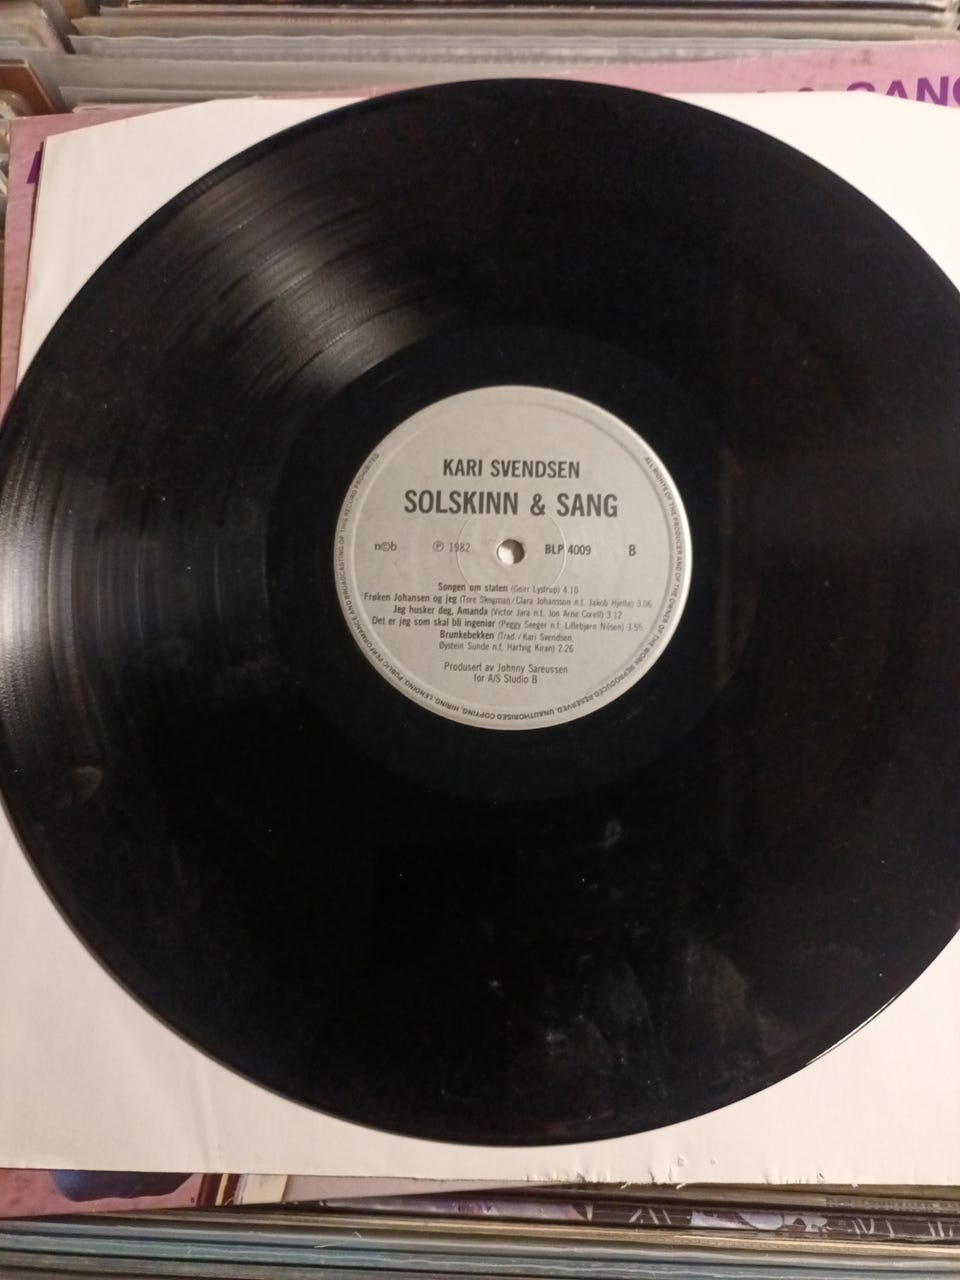 & SANG
KARI SVENDSEN
SOLSKINN & SANG
n©b ℗ 1982 BLP 4009 B
Songen om staten (Geirr Lystrup) 4.10
Frøken Johansen og jeg (Tore Skogman/Clara Johansson n.t. Jakob Hjelte) 3.06
Jeg husker deg, Amanda (Victor Jara n.t. Jon Arne Corell) 3.12
Det er jeg som skal bli ingeniør (Peggy Seeger n.t. Lillebjørn Nilsen) 3.55
Brunkebekken (Trad./Kari Svendsen,
Øystein Sunde n.t. Hartvig Kiran) 2.26
Produsert av Johnny Sareussen
for A/S Studio B
ALL RIGHTS OF THE PRODUCER AND OF THE OWNER OF THE WORK REPRODUCED RESERVED. UNAUTHORISED COPYING, HIRING, LENDING, PUBLIC PERFORMANCE AND BROADCASTING OF THIS RECORD PROHIBITED